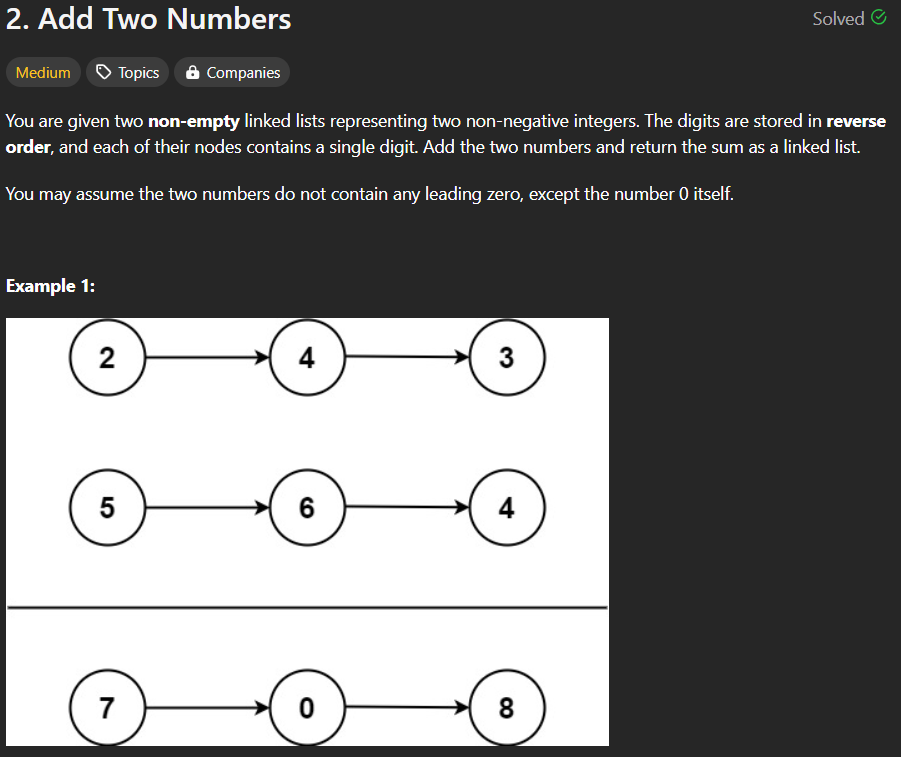 2. Add Two Numbers
Solved
Medium Topics Companies
You are given two non-empty linked lists representing two non-negative integers. The digits are stored in reverse
order, and each of their nodes contains a single digit. Add the two numbers and return the sum as a linked list.
You may assume the two numbers do not contain any leading zero, except the number 0 itself.
Example 1:
2 4 3
5 6 4
7 0 8